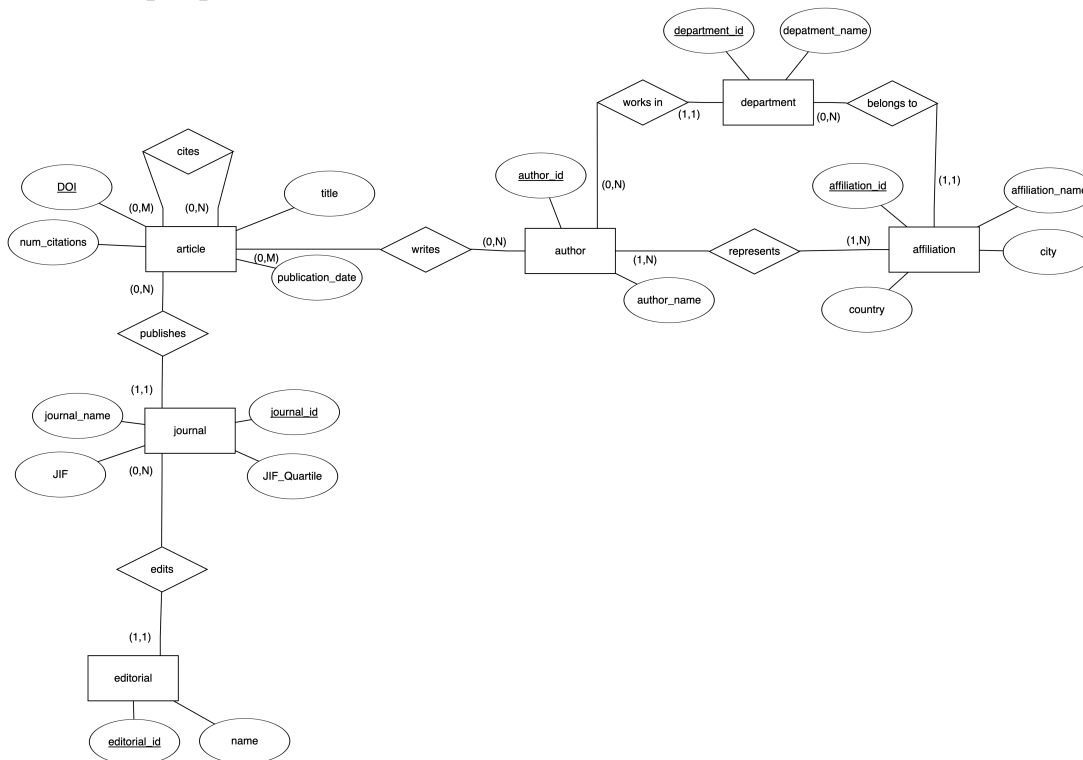 department_id
depatment_name
works in
department
belongs to
(1,1)
(0,N)
cites
DOI
title
author_id
affiliation_id
affiliation_name
(0,M)
(0,N)
(0,N)
(1,1)
num_citations
article
(0,M)
writes
(0,N)
author
(1,N)
represents
(1,N)
affiliation
city
publication_date
(0,N)
author_name
country
publishes
(1,1)
journal_name
journal_id
journal
JIF
(0,N)
JIF_Quartile
edits
(1,1)
editorial
editorial_id
name